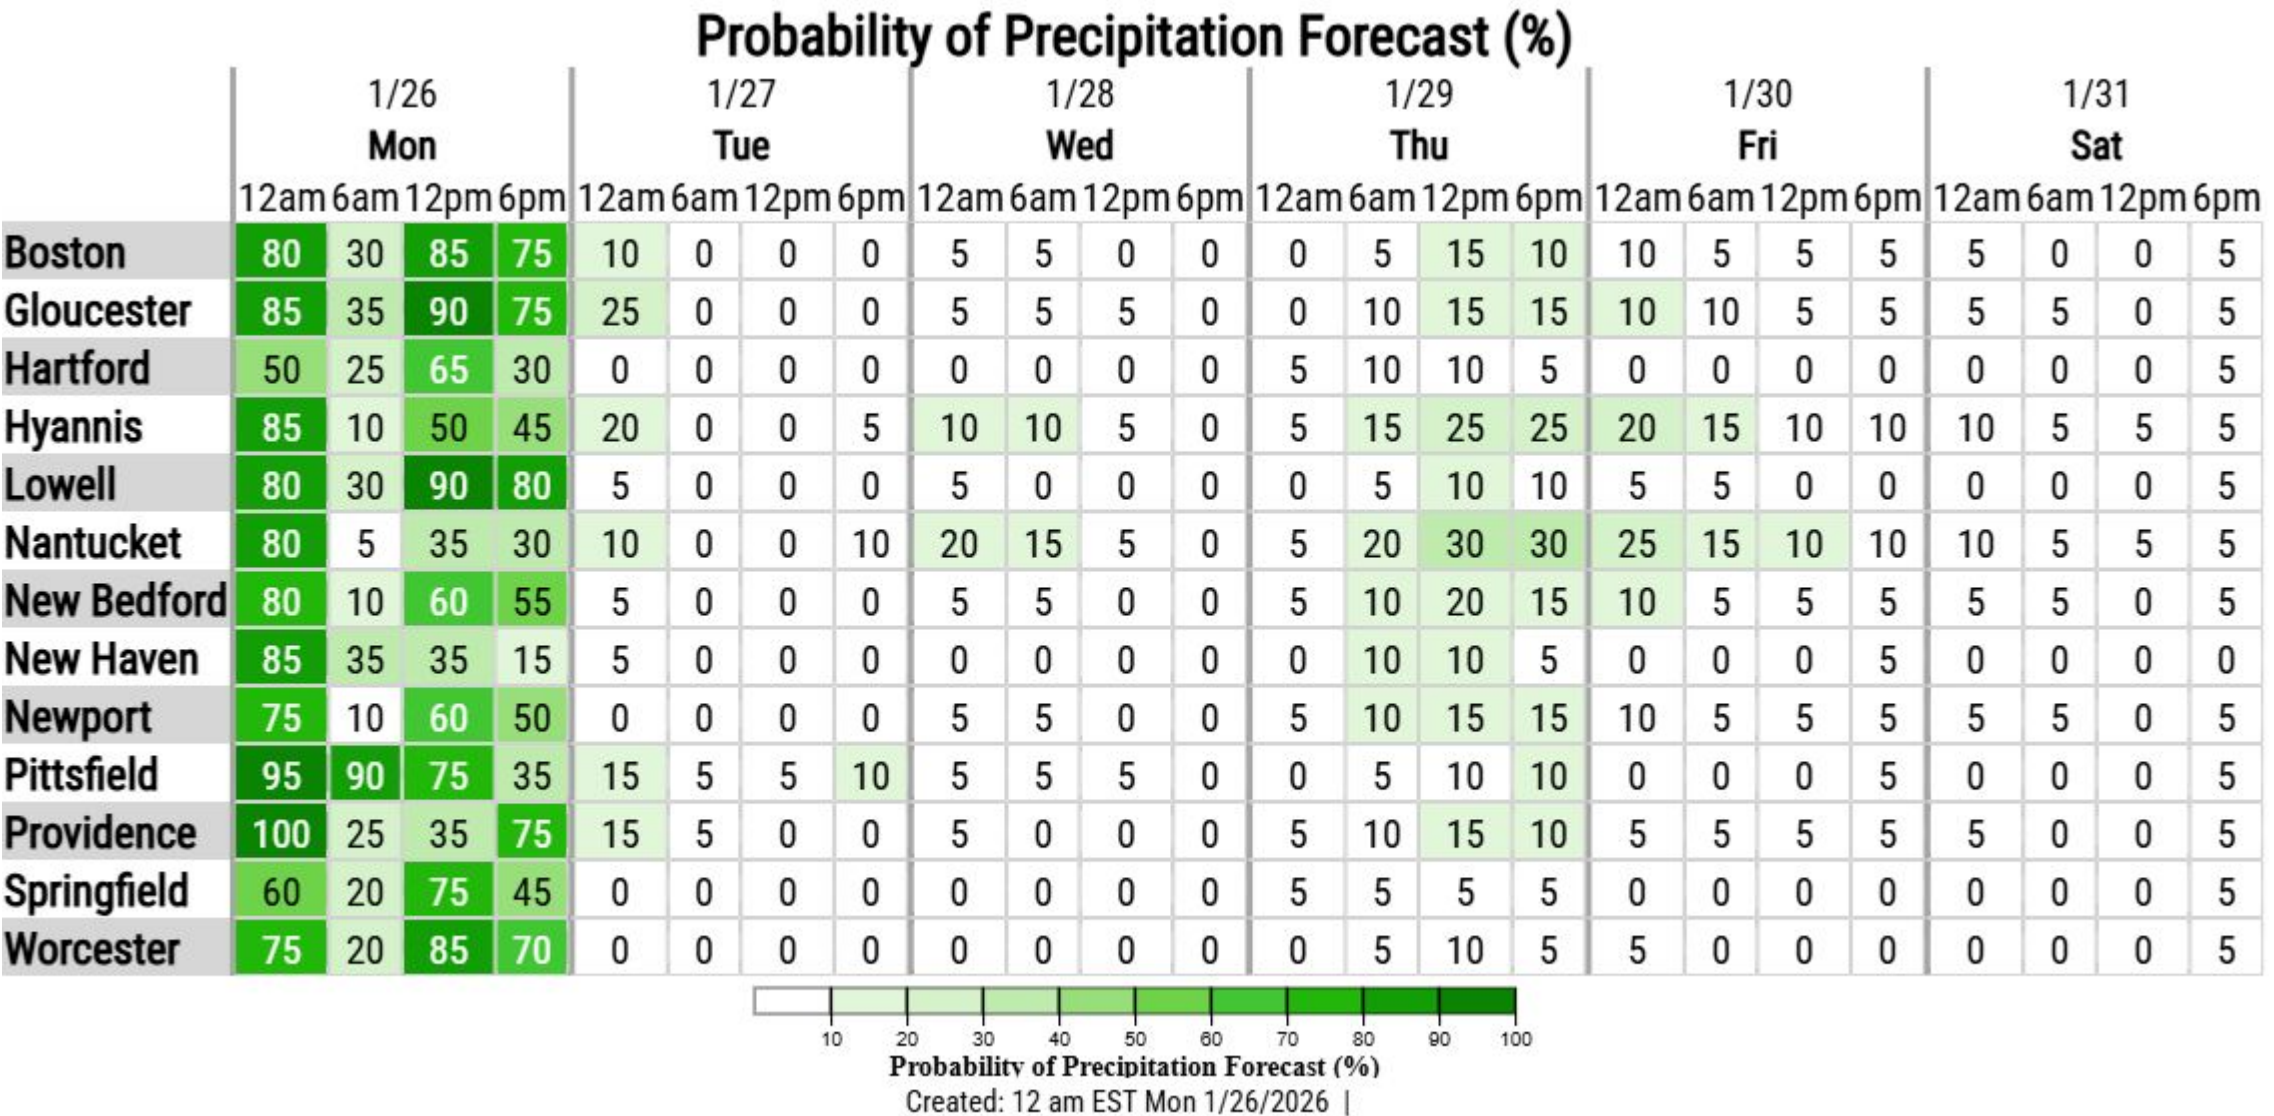 Probability of Precipitation Forecast (%)
1/26 1/27 1/28 1/29 1/30 1/31
Mon Tue Wed Thu Fri Sat
12am 6am 12pm 6pm 12am 6am 12pm 6pm 12am 6am 12pm 6pm 12am 6am 12pm 6pm 12am 6am 12pm 6pm 12am 6am 12pm 6pm
Boston 80 30 85 75 10 0 0 0 5 5 0 0 0 5 15 10 10 5 5 5 5 0 0 5
Gloucester 85 35 90 75 25 0 0 0 5 5 5 0 0 10 15 15 10 10 5 5 5 5 0 5
Hartford 50 25 65 30 0 0 0 0 0 0 0 0 5 10 10 5 0 0 0 0 0 0 0 5
Hyannis 85 10 50 45 20 0 0 5 10 10 5 0 5 15 25 25 20 15 10 10 10 5 5 5
Lowell 80 30 90 80 5 0 0 0 5 0 0 0 0 5 10 10 5 5 0 0 0 0 0 5
Nantucket 80 5 35 30 10 0 0 10 20 15 5 0 5 20 30 30 25 15 10 10 10 5 5 5
New Bedford 80 10 60 55 5 0 0 0 5 5 0 0 5 10 20 15 10 5 5 5 5 5 0 5
New Haven 85 35 35 15 5 0 0 0 0 0 0 0 0 10 10 5 0 0 0 5 0 0 0 0
Newport 75 10 60 50 0 0 0 0 5 5 0 0 5 10 15 15 10 5 5 5 5 5 0 5
Pittsfield 95 90 75 35 15 5 5 10 5 5 5 0 0 5 10 10 0 0 0 5 0 0 0 5
Providence 100 25 35 75 15 5 0 0 5 0 0 0 5 10 15 10 5 5 5 5 5 0 0 5
Springfield 60 20 75 45 0 0 0 0 0 0 0 0 5 5 5 5 0 0 0 0 0 0 0 5
Worcester 75 20 85 70 0 0 0 0 0 0 0 0 0 5 10 5 5 0 0 0 0 0 0 5
10 20 30 40 50 60 70 80 90 100
Probability of Precipitation Forecast (%)
Created: 12 am EST Mon 1/26/2026 |